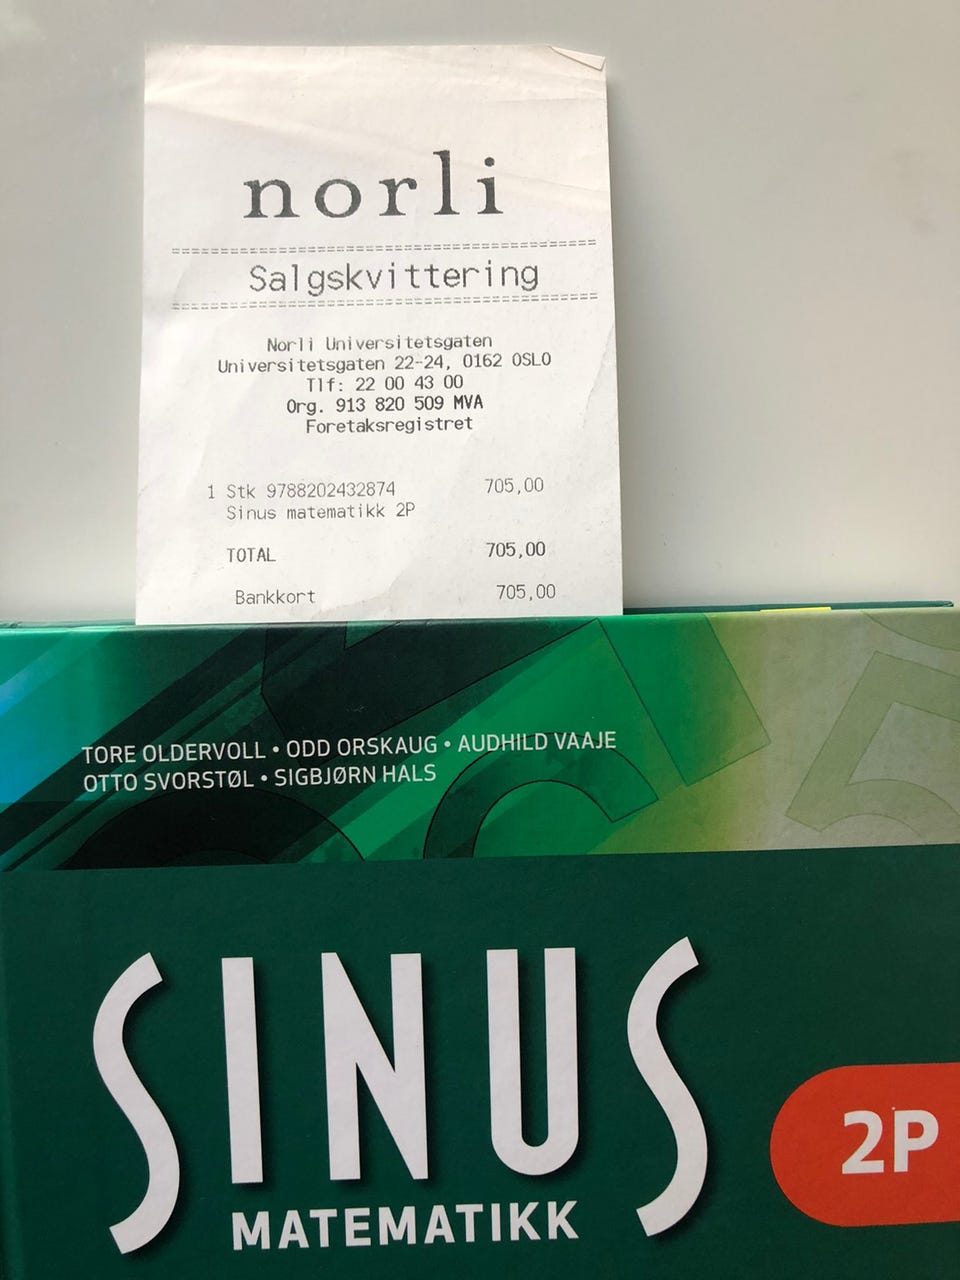 norli
================================================
Salgskvittering
================================================
Norli Universitetsgaten
Universitetsgaten 22-24, 0162 OSLO
Tlf: 22 00 43 00
Org. 913 820 509 MVA
Foretaksregistret
1 Stk 9788202432874 705,00
Sinus matematikk 2P
TOTAL 705,00
Bankkort 705,00
TORE OLDERVOLL • ODD ORSKAUG • AUDHILD VAAJE
OTTO SVORSTØL • SIGBJØRN HALS
SINUS
2P
MATEMATIKK